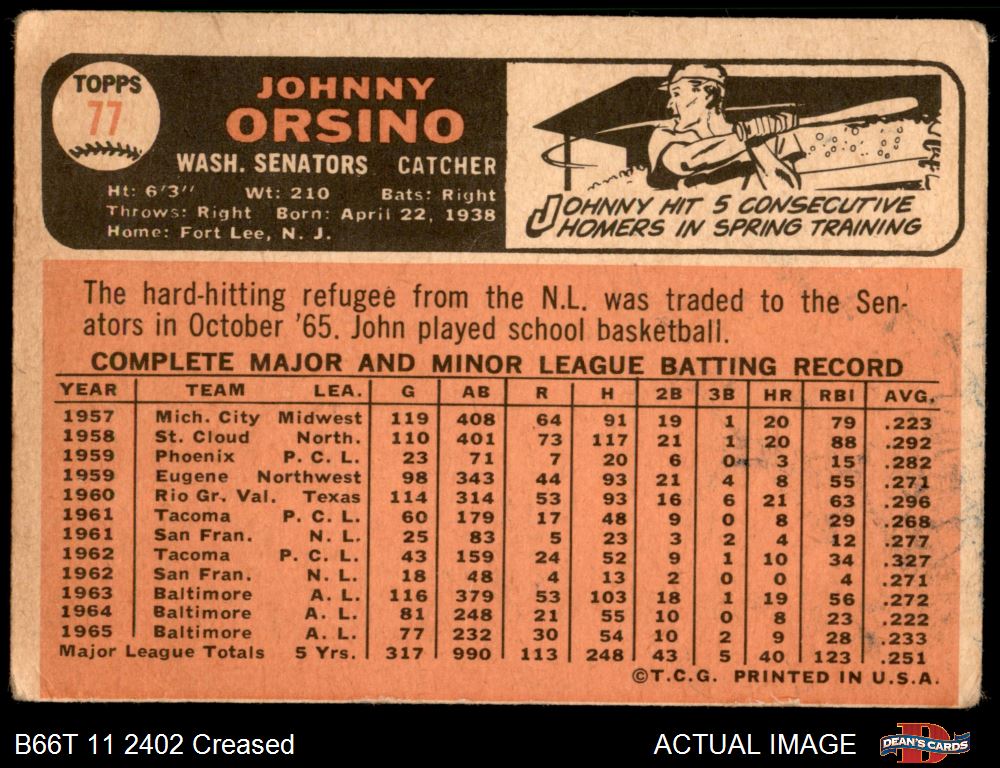 TOPPS
77
JOHNNY
ORSINO
WASH. SENATORS CATCHER
Ht: 6'3" Wt: 210 Bats: Right
Throws: Right Born: April 22, 1938
Home: Fort Lee, N. J.
JOHNNY HIT 5 CONSECUTIVE
HOMERS IN SPRING TRAINING
The hard-hitting refugee from the N.L. was traded to the Sen-
ators in October '65. John played school basketball.
COMPLETE MAJOR AND MINOR LEAGUE BATTING RECORD
YEAR TEAM LEA. G AB R H 2B 3B HR RBI AVG.
1957 Mich. City Midwest 119 408 64 91 19 1 20 79 .223
1958 St. Cloud North. 110 401 73 117 21 1 20 88 .292
1959 Phoenix P. C. L. 23 71 7 20 6 0 3 15 .282
1959 Eugene Northwest 98 343 44 93 21 4 8 55 .271
1960 Rio Gr. Val. Texas 114 314 53 93 16 6 21 63 .296
1961 Tacoma P. C. L. 60 179 17 48 9 0 8 29 .268
1961 San Fran. N. L. 25 83 5 23 3 2 4 12 .277
1962 Tacoma P. C. L. 43 159 24 52 9 1 10 34 .327
1962 San Fran. N. L. 18 48 4 13 2 0 0 4 .271
1963 Baltimore A. L. 116 379 53 103 18 1 19 56 .272
1964 Baltimore A. L. 81 248 21 55 10 0 8 23 .222
1965 Baltimore A. L. 77 232 30 54 10 2 9 28 .233
Major League Totals 5 Yrs. 317 990 113 248 43 5 40 123 .251
©T.C.G. PRINTED IN U.S.A.
B66T 11 2402 Creased
ACTUAL IMAGE
DEAN'S CARDS